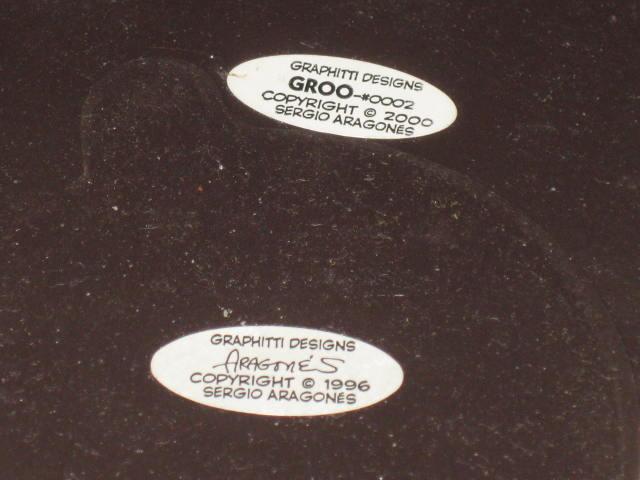 GRAPHITTI DESIGNS
GROO-#0002
COPYRIGHT © 2000
SERGIO ARAGONÉS
GRAPHITTI DESIGNS
ARAGONÉS
COPYRIGHT © 1996
SERGIO ARAGONÉS